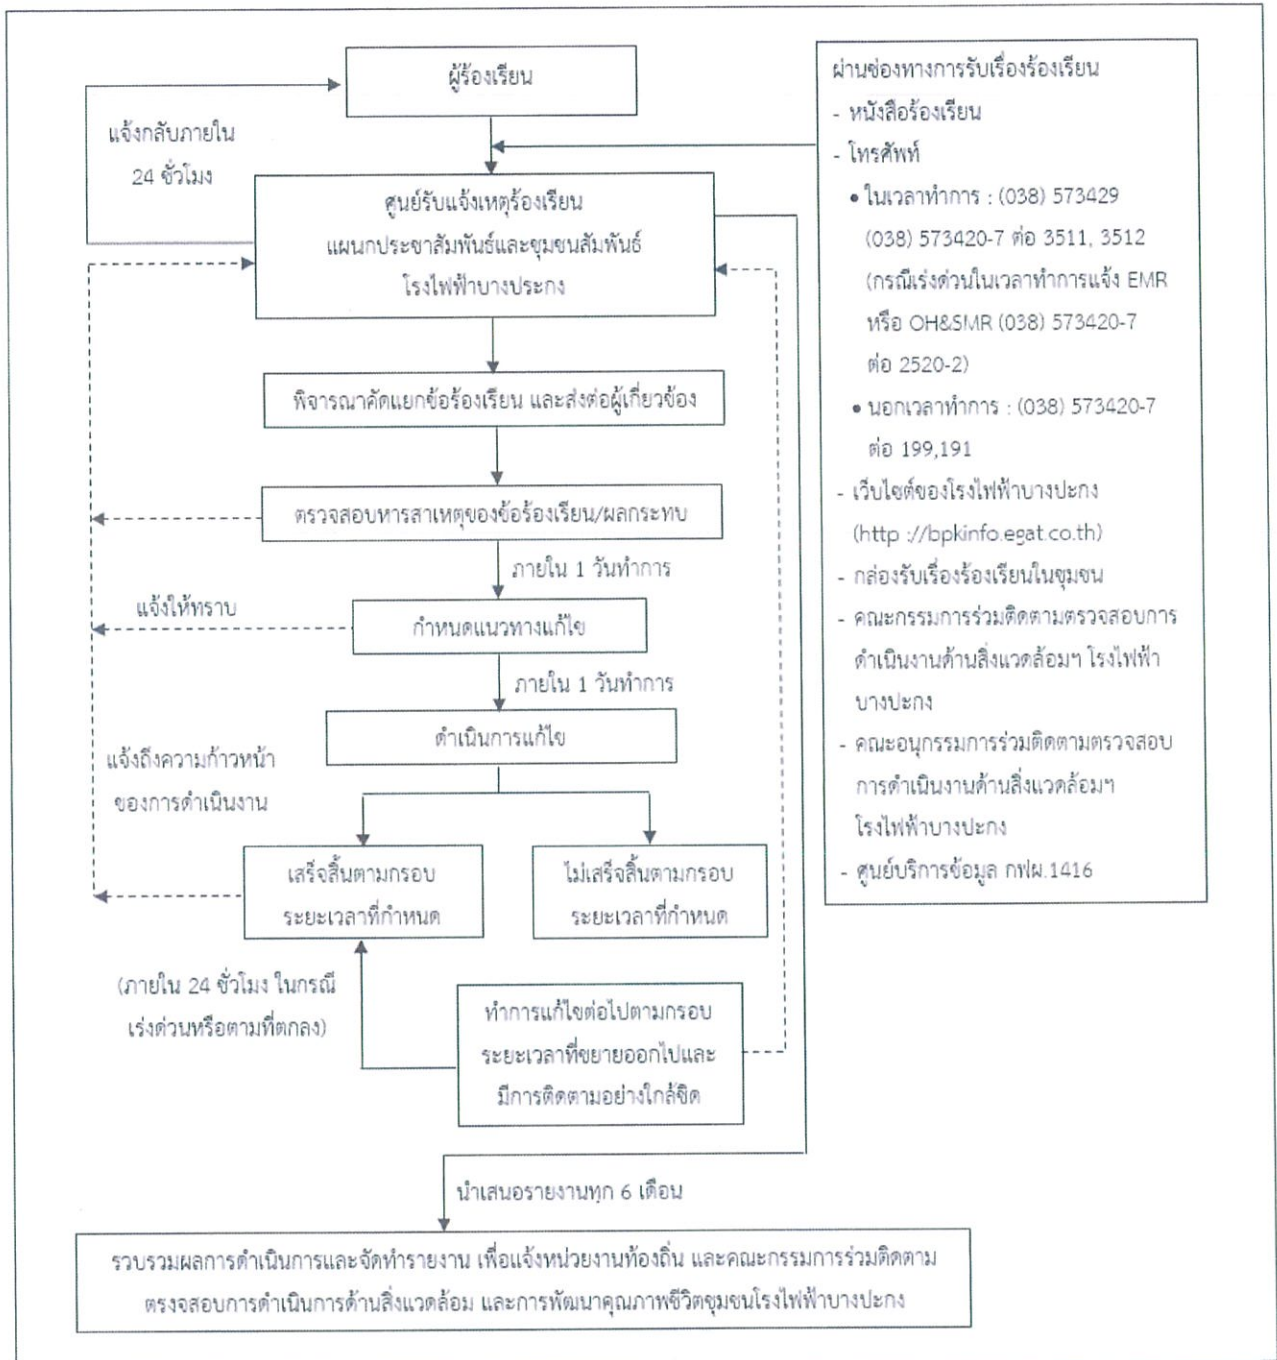 ผู้ร้องเรียน
แจ้งกลับภายใน
24 ชั่วโมง
ศูนย์รับแจ้งเหตุร้องเรียน
แผนกประชาสัมพันธ์และชุมชนสัมพันธ์
โรงไฟฟ้าบางประกง
พิจารณาคัดแยกข้อร้องเรียน และส่งต่อผู้เกี่ยวข้อง
ตรวจสอบหารสาเหตุของข้อร้องเรียน/ผลกระทบ
ภายใน 1 วันทำการ
แจ้งให้ทราบ
กำหนดแนวทางแก้ไข
ภายใน 1 วันทำการ
ดำเนินการแก้ไข
แจ้งถึงความก้าวหน้า
ของการดำเนินงาน
เสร็จสิ้นตามกรอบ
ระยะเวลาที่กำหนด
ไม่เสร็จสิ้นตามกรอบ
ระยะเวลาที่กำหนด
(ภายใน 24 ชั่วโมง ในกรณี
เร่งด่วนหรือตามที่ตกลง)
ทำการแก้ไขต่อไปตามกรอบ
ระยะเวลาที่ขยายออกไปและ
มีการติดตามอย่างใกล้ชิด
นำเสนอรายงานทุก 6 เดือน
รวบรวมผลการดำเนินการและจัดทำรายงาน เพื่อแจ้งหน่วยงานท้องถิ่น และคณะกรรมการร่วมติดตาม
ตรงจสอบการดำเนินการด้านสิ่งแวดล้อม และการพัฒนาคุณภาพชีวิตชุมชนโรงไฟฟ้าบางปะกง
ผ่านช่องทางการรับเรื่องร้องเรียน
- หนังสือร้องเรียน
- โทรศัพท์
• ในเวลาทำการ : (038) 573429
(038) 573420-7 ต่อ 3511, 3512
(กรณีเร่งด่วนในเวลาทำการแจ้ง EMR
หรือ OH&SMR (038) 573420-7
ต่อ 2520-2)
• นอกเวลาทำการ : (038) 573420-7
ต่อ 199,191
- เว็บไซต์ของโรงไฟฟ้าบางปะกง
(http ://bpkinfo.egat.co.th)
- กล่องรับเรื่องร้องเรียนในชุมชน
- คณะกรรมการร่วมติดตามตรวจสอบการ
ดำเนินงานด้านสิ่งแวดล้อมฯ โรงไฟฟ้า
บางปะกง
- คณะอนุกรรมการร่วมติดตามตรวจสอบ
การดำเนินงานด้านสิ่งแวดล้อมฯ
โรงไฟฟ้าบางปะกง
- ศูนย์บริการข้อมูล กฟผ.1416